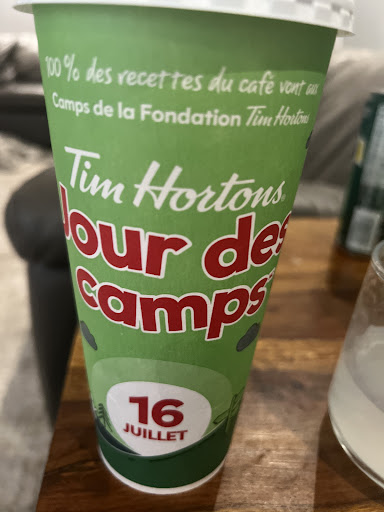 100 % des recettes du café vont aux
Camps de la Fondation Tim Hortons
Tim Hortons®
Jour des
camps
16
JUILLET